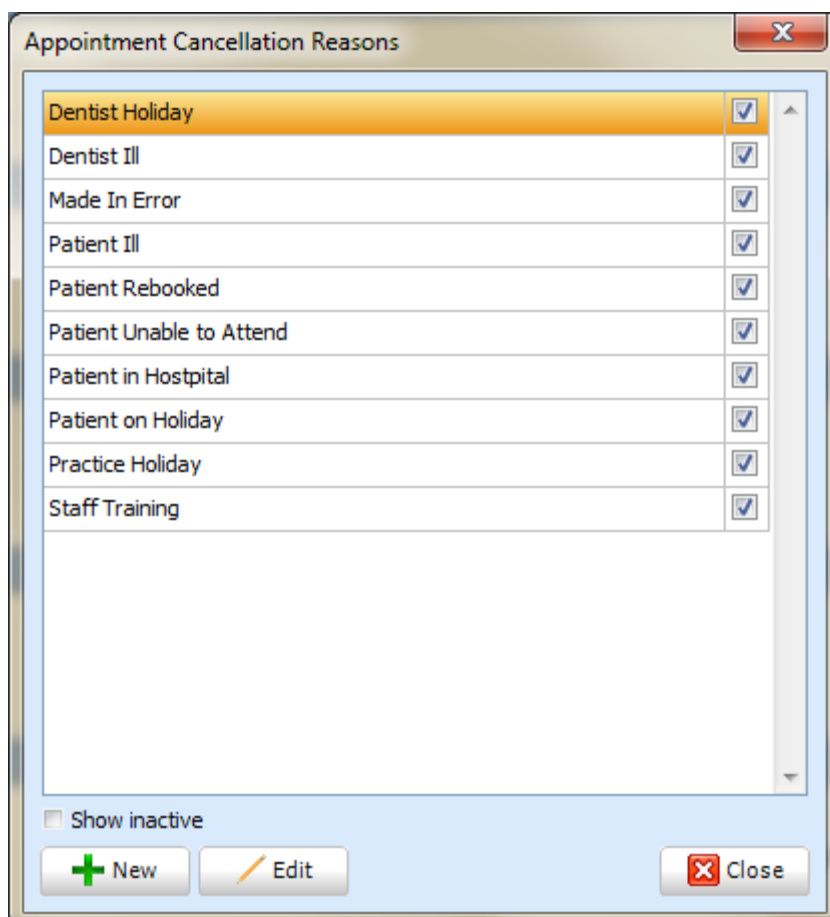 Appointment Cancellation Reasons
Dentist Holiday
Dentist Ill
Made In Error
Patient Ill
Patient Rebooked
Patient Unable to Attend
Patient in Hostpital
Patient on Holiday
Practice Holiday
Staff Training
Show inactive
New Edit Close